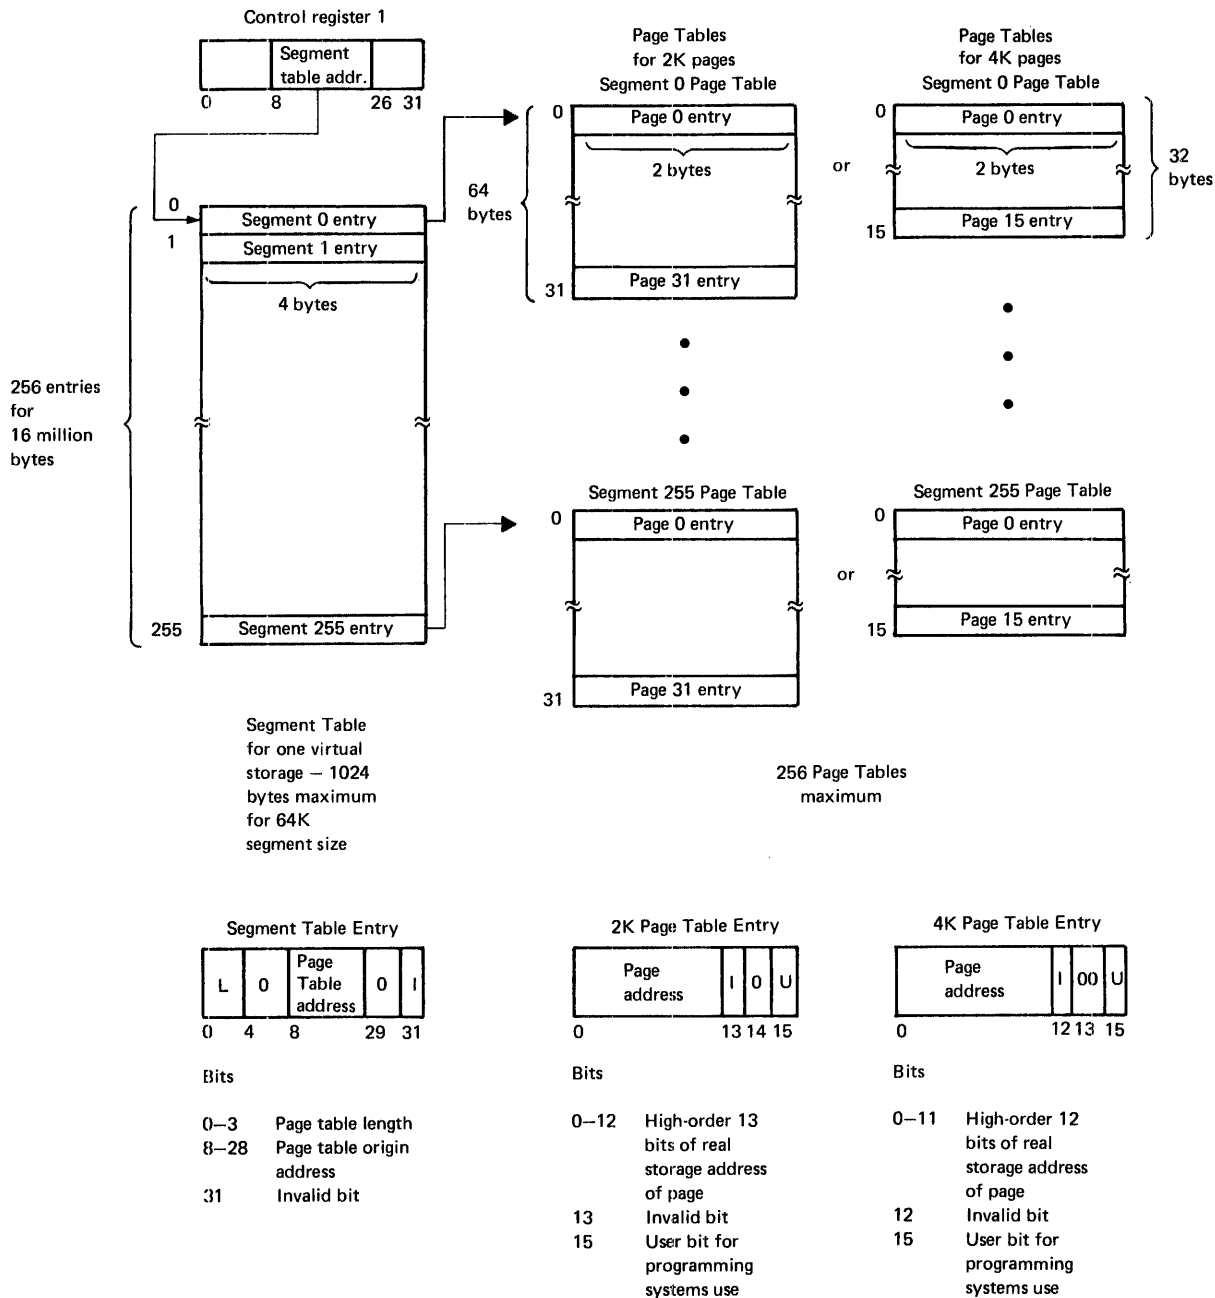 Control register 1
Segment
table addr.
0 8 26 31
0
Segment 0 entry
1
Segment 1 entry
4 bytes
256 entries
for
16 million
bytes
255
Segment 255 entry
Segment Table
for one virtual
storage – 1024
bytes maximum
for 64K
segment size
Page Tables
for 2K pages
Segment 0 Page Table
0
Page 0 entry
2 bytes
64
bytes
31
Page 31 entry
or
Page Tables
for 4K pages
Segment 0 Page Table
0
Page 0 entry
2 bytes
32
bytes
15
Page 15 entry
Segment 255 Page Table
0
Page 0 entry
31
Page 31 entry
or
Segment 255 Page Table
0
Page 0 entry
15
Page 15 entry
256 Page Tables
maximum
Segment Table Entry
L 0
Page
Table
address
0 I
0 4 8 29 31
Bits
0–3 Page table length
8–28 Page table origin
address
31 Invalid bit
2K Page Table Entry
Page
address
I 0 U
0 13 14 15
Bits
0–12 High-order 13
bits of real
storage address
of page
13 Invalid bit
15 User bit for
programming
systems use
4K Page Table Entry
Page
address
I 00 U
0 12 13 15
Bits
0–11 High-order 12
bits of real
storage address
of page
12 Invalid bit
15 User bit for
programming
systems use